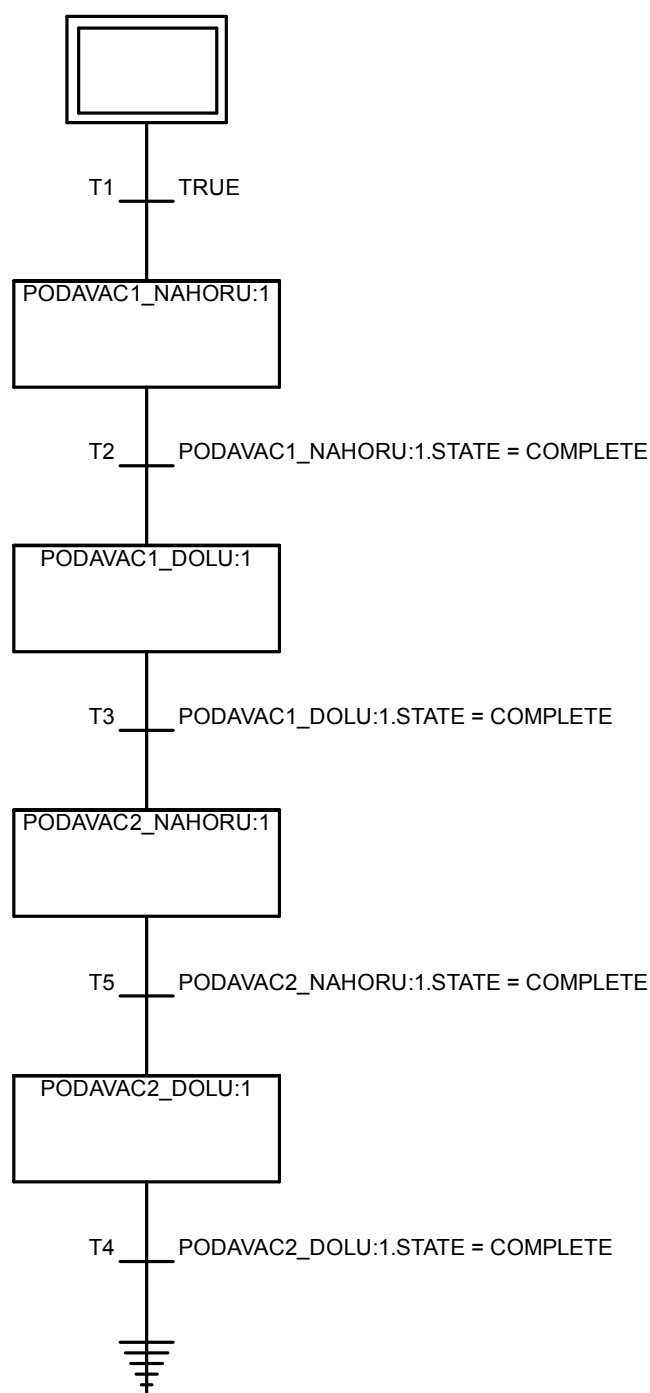 T1 TRUE
PODAVAC1_NAHORU:1
T2 PODAVAC1_NAHORU:1.STATE = COMPLETE
PODAVAC1_DOLU:1
T3 PODAVAC1_DOLU:1.STATE = COMPLETE
PODAVAC2_NAHORU:1
T5 PODAVAC2_NAHORU:1.STATE = COMPLETE
PODAVAC2_DOLU:1
T4 PODAVAC2_DOLU:1.STATE = COMPLETE